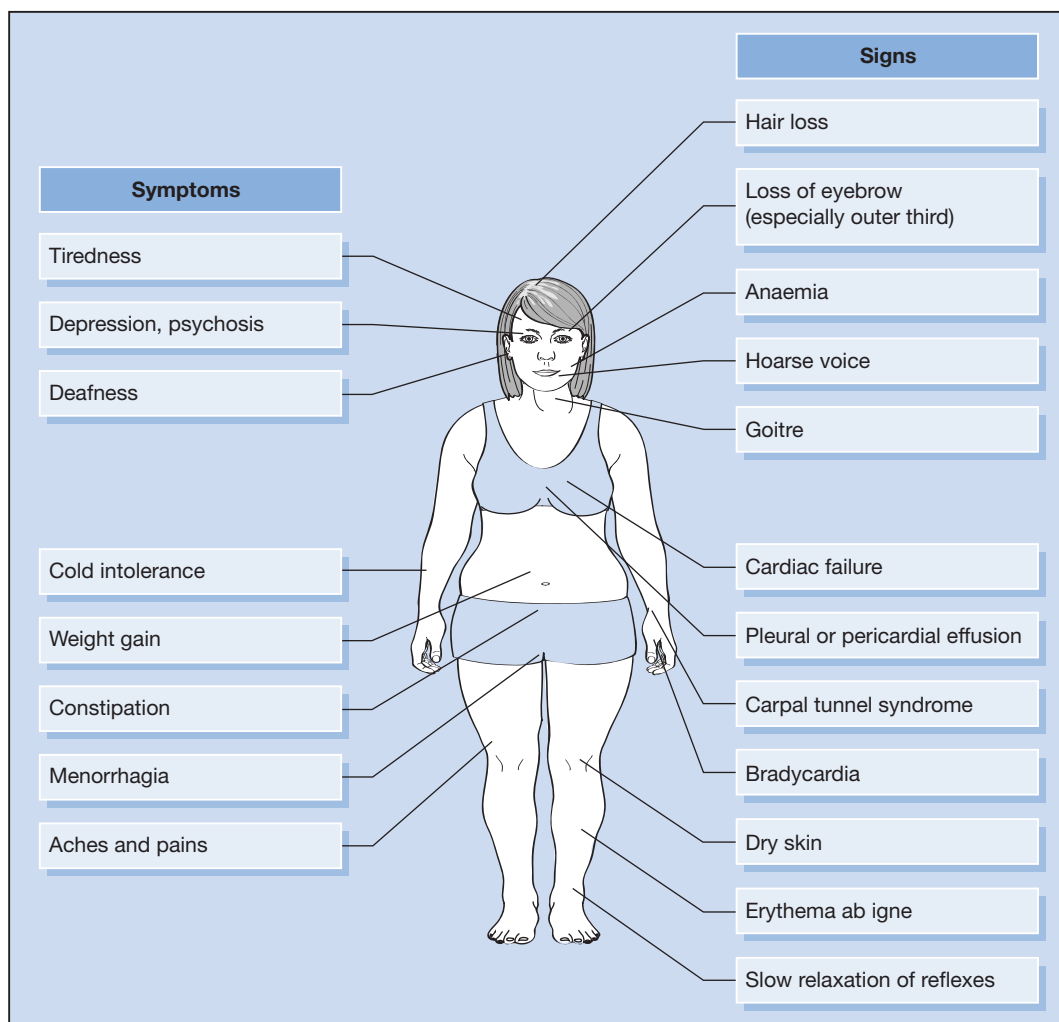 Symptoms
Tiredness
Depression, psychosis
Deafness
Cold intolerance
Weight gain
Constipation
Menorrhagia
Aches and pains
Signs
Hair loss
Loss of eyebrow
(especially outer third)
Anaemia
Hoarse voice
Goitre
Cardiac failure
Pleural or pericardial effusion
Carpal tunnel syndrome
Bradycardia
Dry skin
Erythema ab igne
Slow relaxation of reflexes